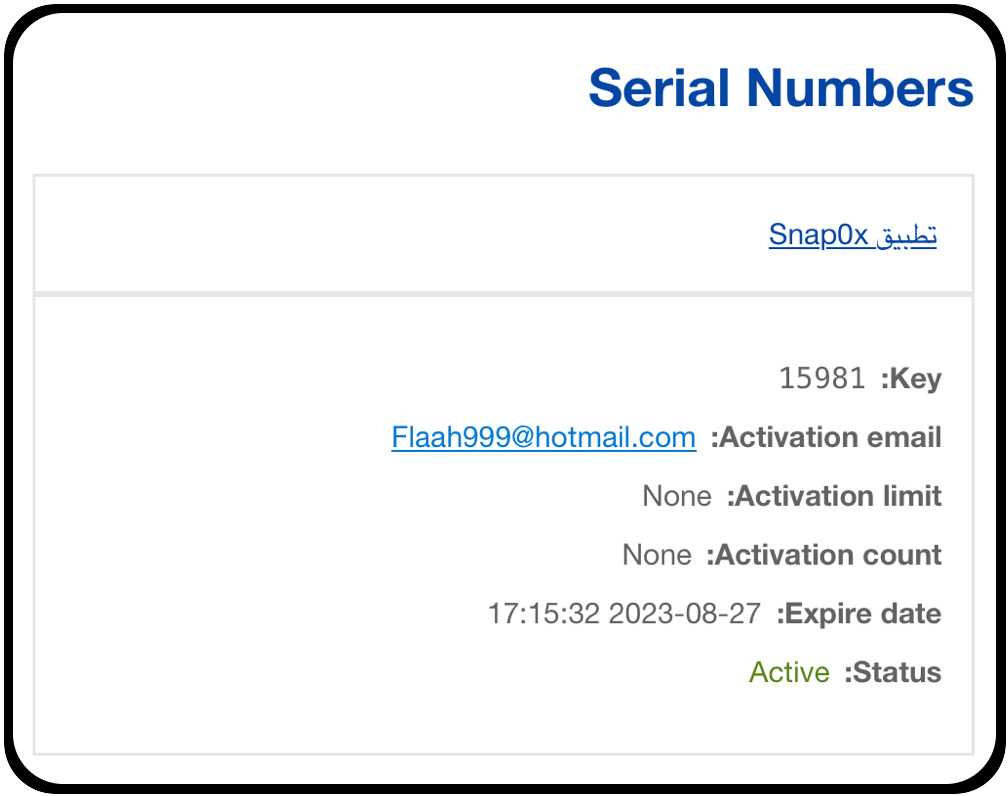 Serial Numbers
تطبيق Snap0x
Key: 15981
Activation email: Flaah999@hotmail.com
Activation limit: None
Activation count: None
Expire date: 2023-08-27 17:15:32
Status: Active